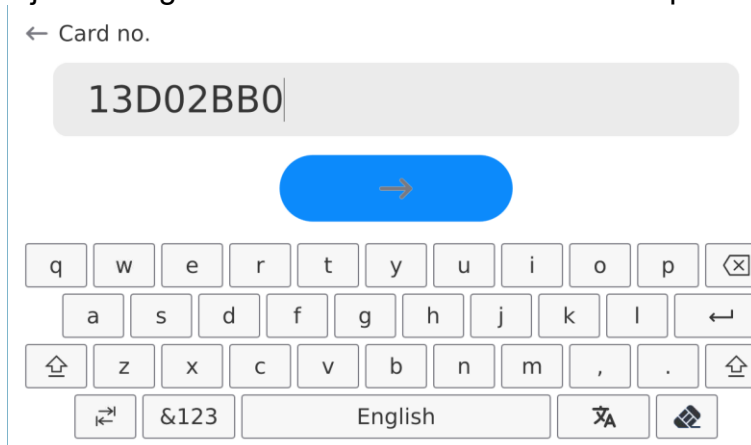 ← Card no.
13D02BB0
→
q w e r t y u i o p
a s d f g h j k l
z x c v b n m , .
&123 English